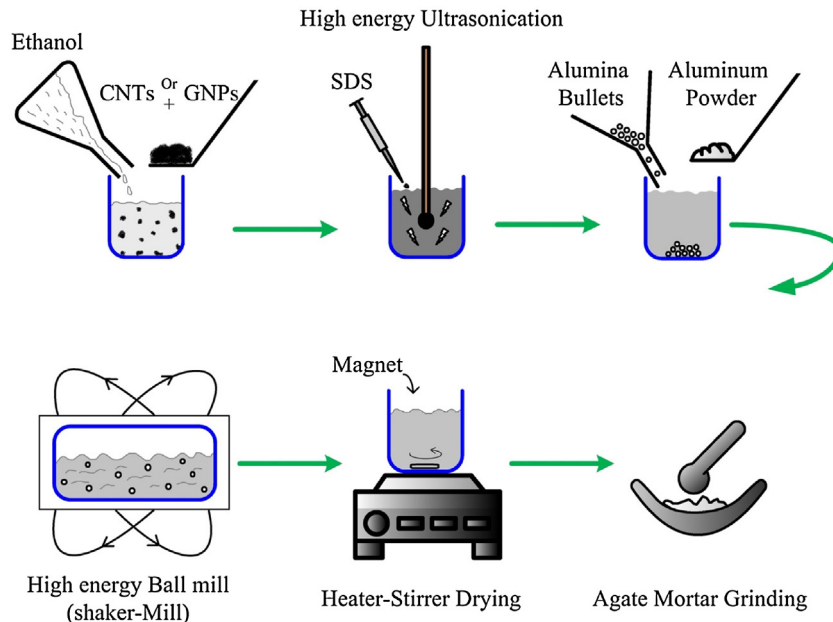 High energy Ultrasonication
Ethanol
CNTs Or + GNPs
SDS
Alumina
Bullets
Aluminum
Powder
Magnet
High energy Ball mill
(shaker-Mill)
Heater-Stirrer Drying
Agate Mortar Grinding